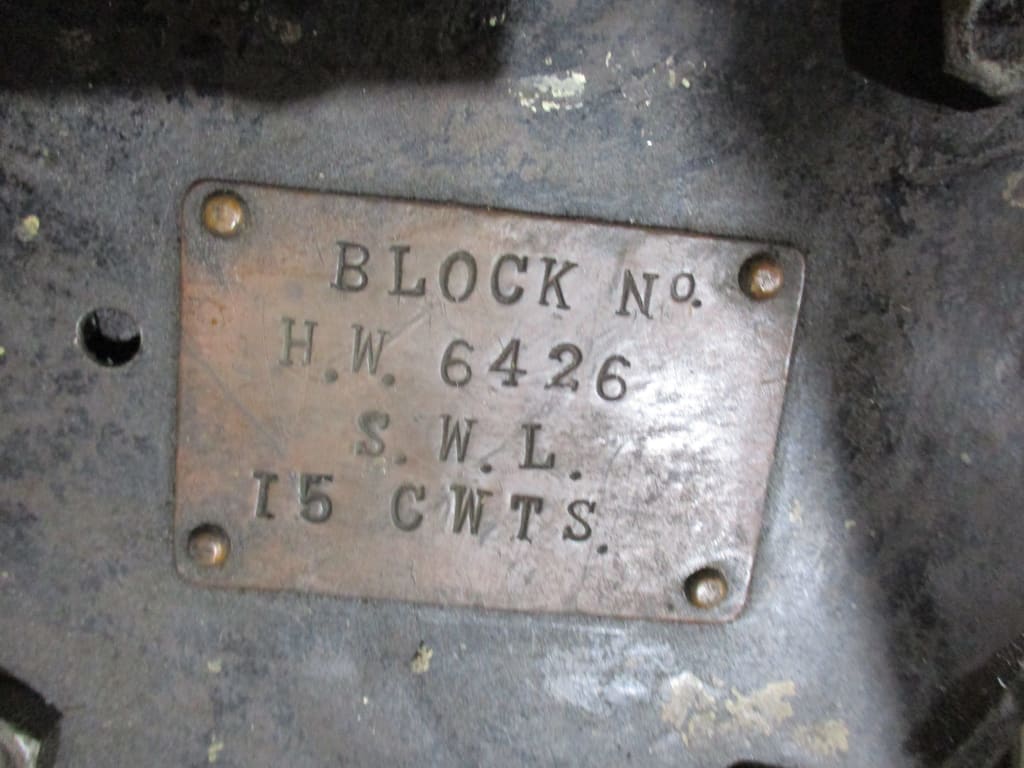 BLOCK No.
H.W. 6426
S.W.L.
15 CWTS.